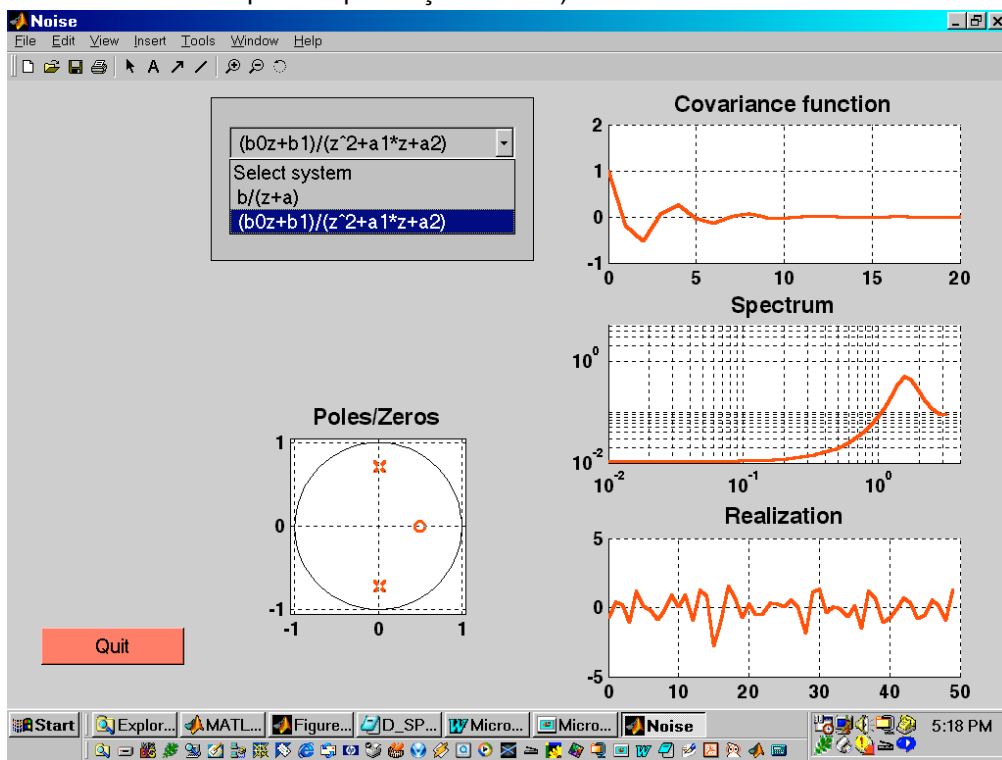 Noise
File Edit View Insert Tools Window Help
(b0z+b1)/(z^2+a1*z+a2)
Select system
b/(z+a)
(b0z+b1)/(z^2+a1*z+a2)
Covariance function
2
1
0
-1
0 5 10 15 20
Spectrum
10^0
10^-2
10^-2 10^-1 10^0
Poles/Zeros
1
0
-1
-1 0 1
Realization
5
0
-5
0 10 20 30 40 50
Quit
Start Explor... MATL... Figure... D_SP... Micro... Micro... Noise 5:18 PM